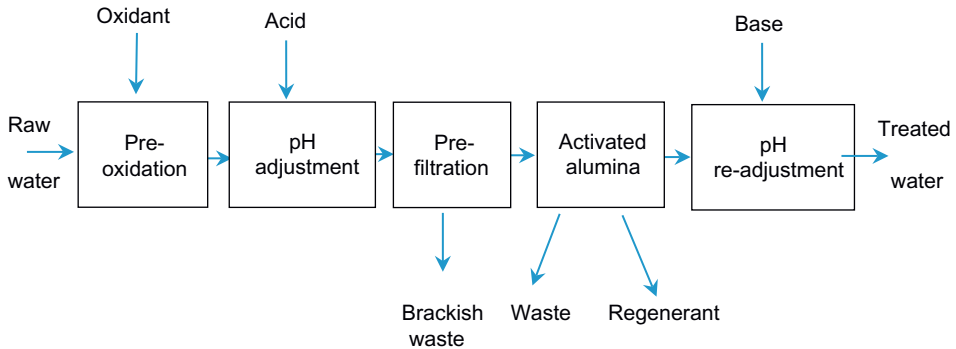 Oxidant
Acid
Base
Raw
water
Pre-
oxidation
pH
adjustment
Pre-
filtration
Activated
alumina
pH
re-adjustment
Treated
water
Brackish
waste
Waste
Regenerant